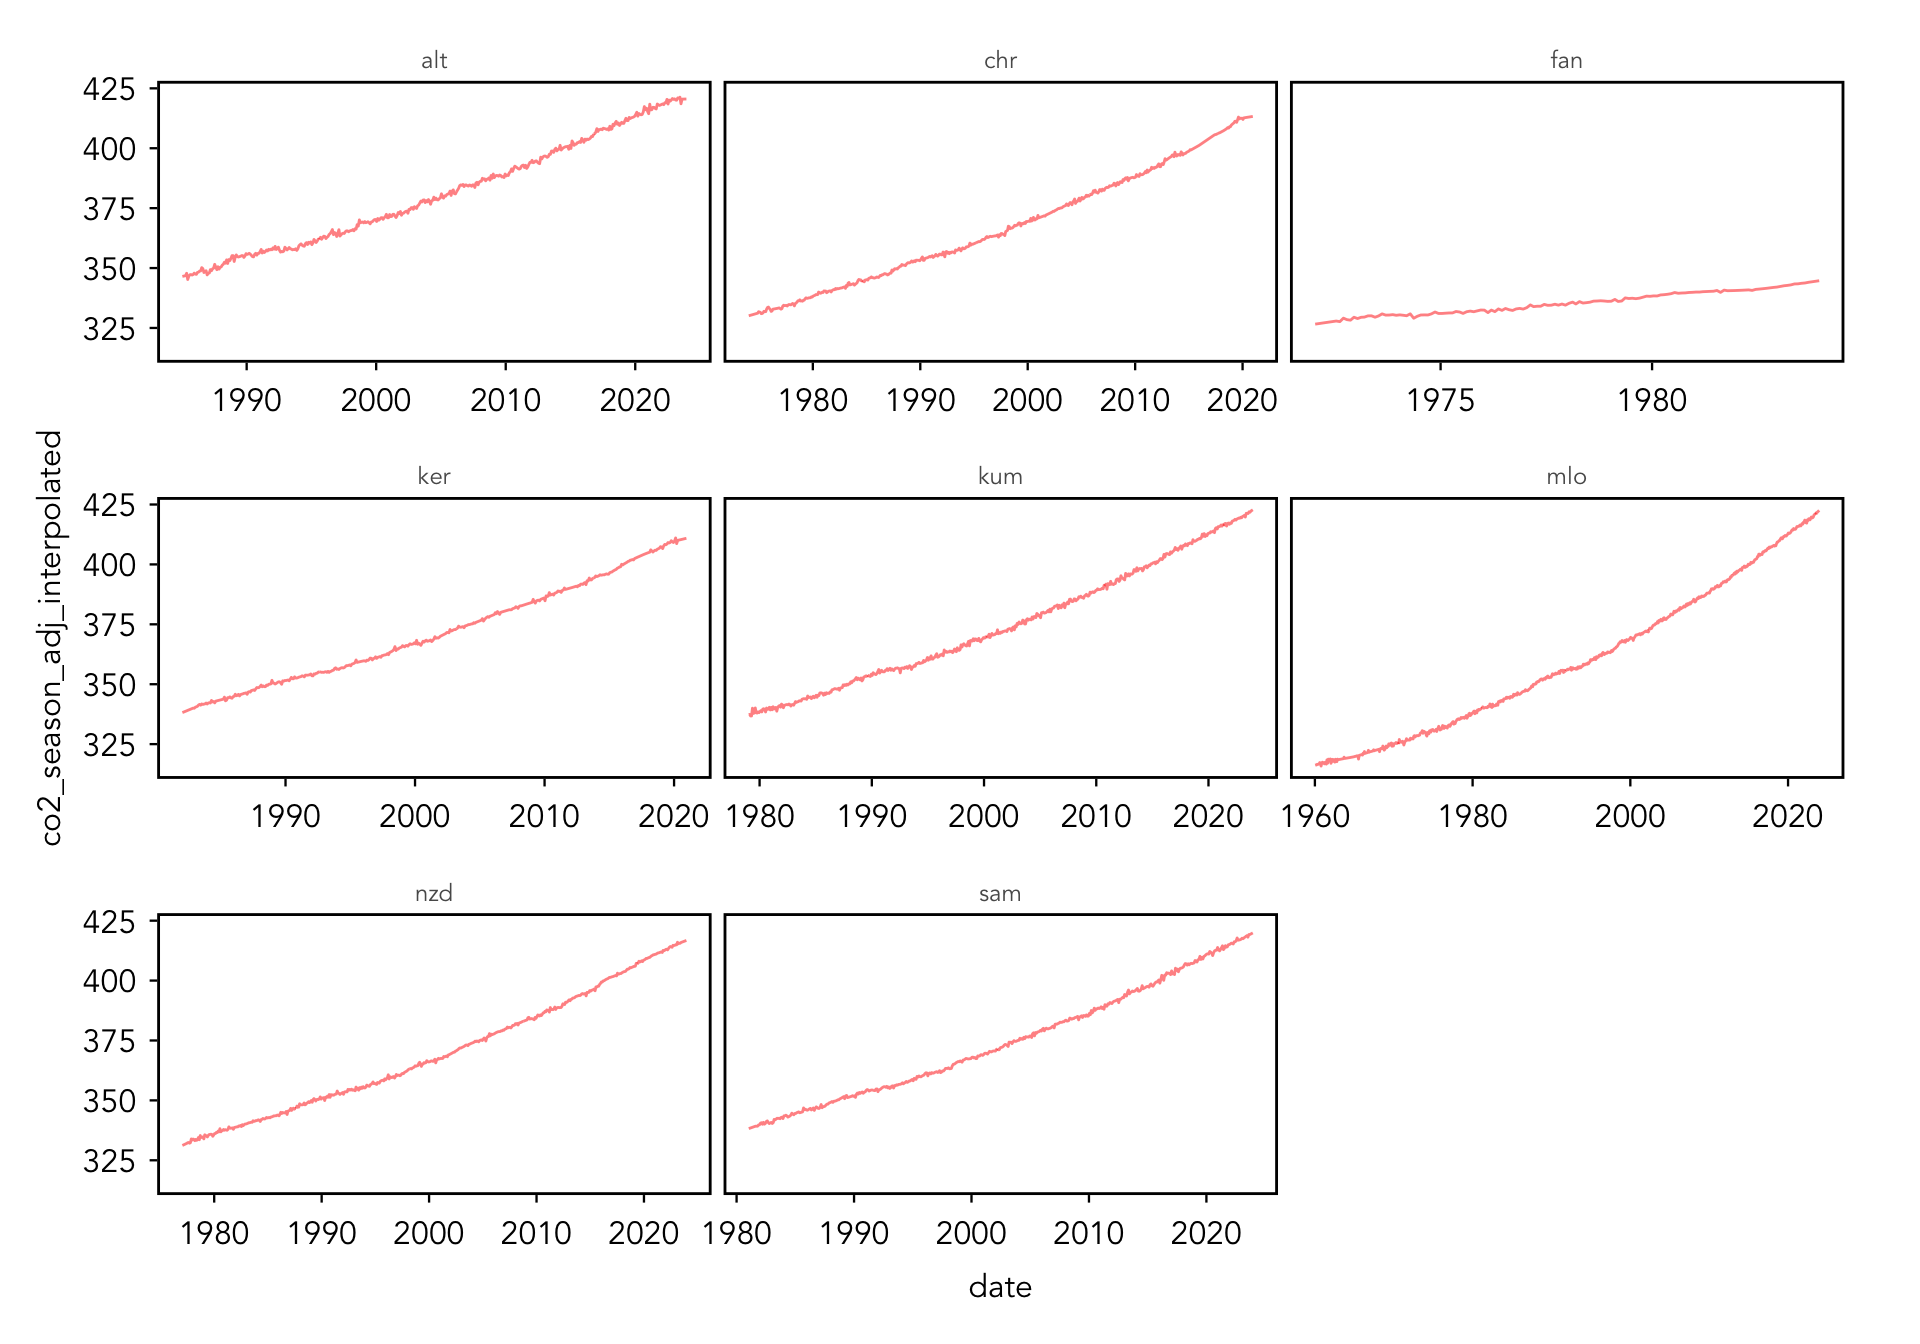 alt chr fan
425
400
375
350
325
1990 2000 2010 2020 1980 1990 2000 2010 2020 1975 1980
co2_season_adj_interpolated
ker kum mlo
425
400
375
350
325
1990 2000 2010 2020 1980 1990 2000 2010 2020 1960 1980 2000 2020
nzd sam
425
400
375
350
325
1980 1990 2000 2010 2020 1980 1990 2000 2010 2020
date